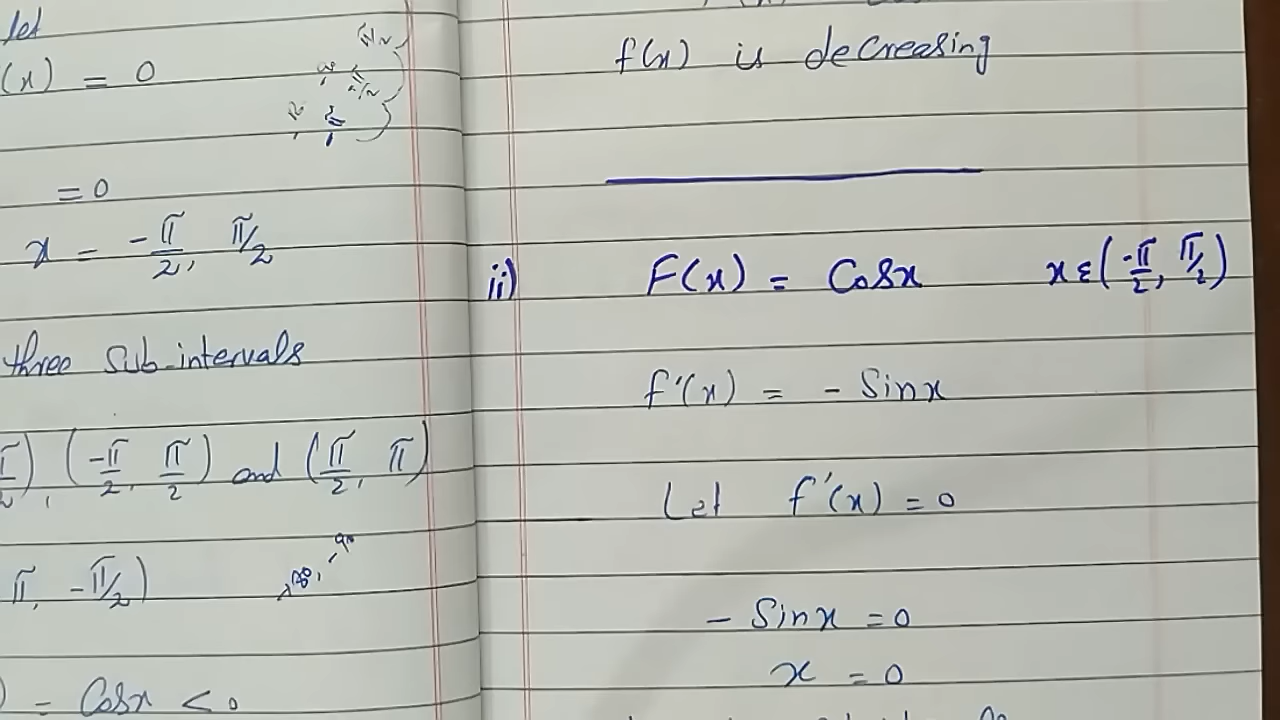 let
(x) = 0
= 0
x = -π/2, π/2
three sub-intervals
(-π/2, π/2) and (π/2, π)
π, -π/2)
90
= Cosx < 0
f(x) is decreasing
ii) F(x) = Cosx x ε (-π/2, π/2)
f'(x) = - Sinx
Let f'(x) = 0
- Sinx = 0
x = 0